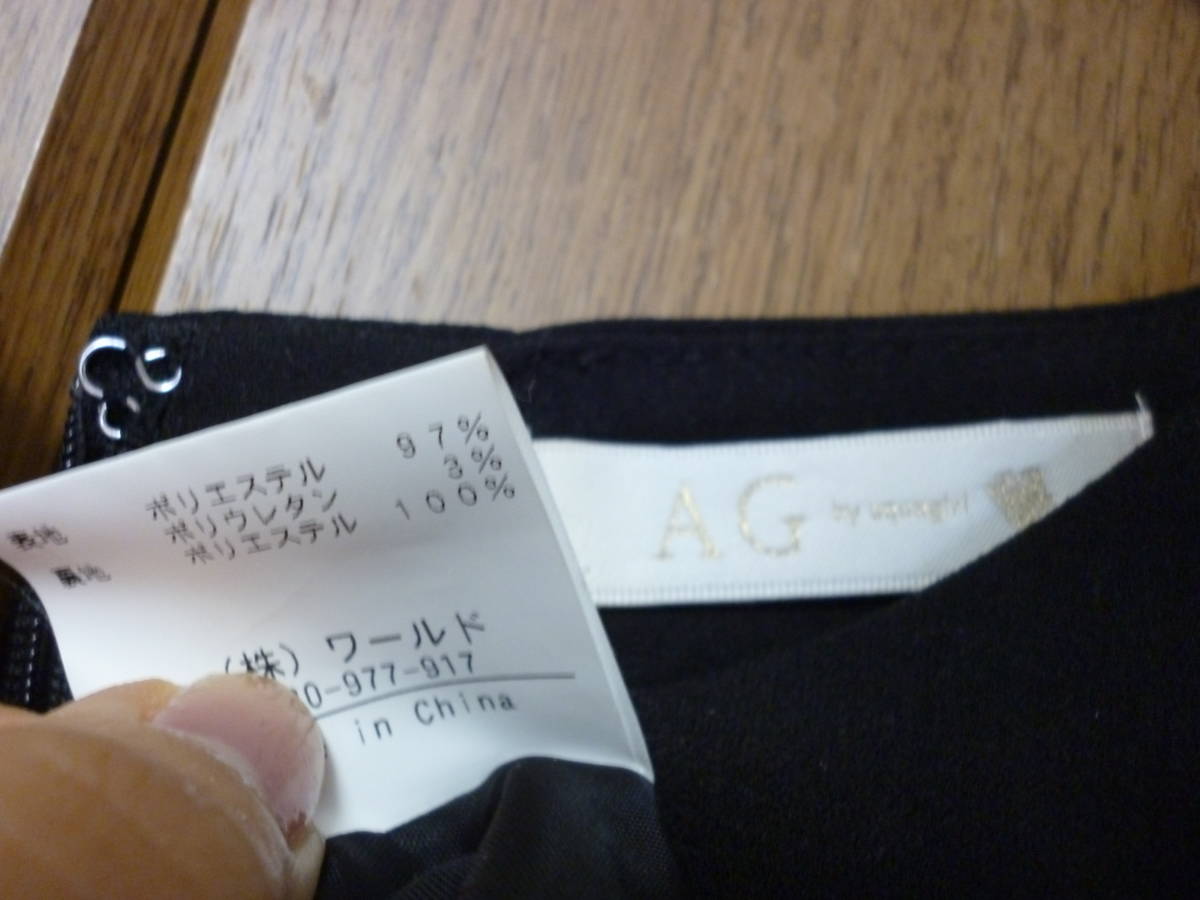 表地 ポリエステル 97%
ポリウレタン 3%
裏地 ポリエステル 100%
(株) ワールド
0-977-917
in China
AG by aquagirl